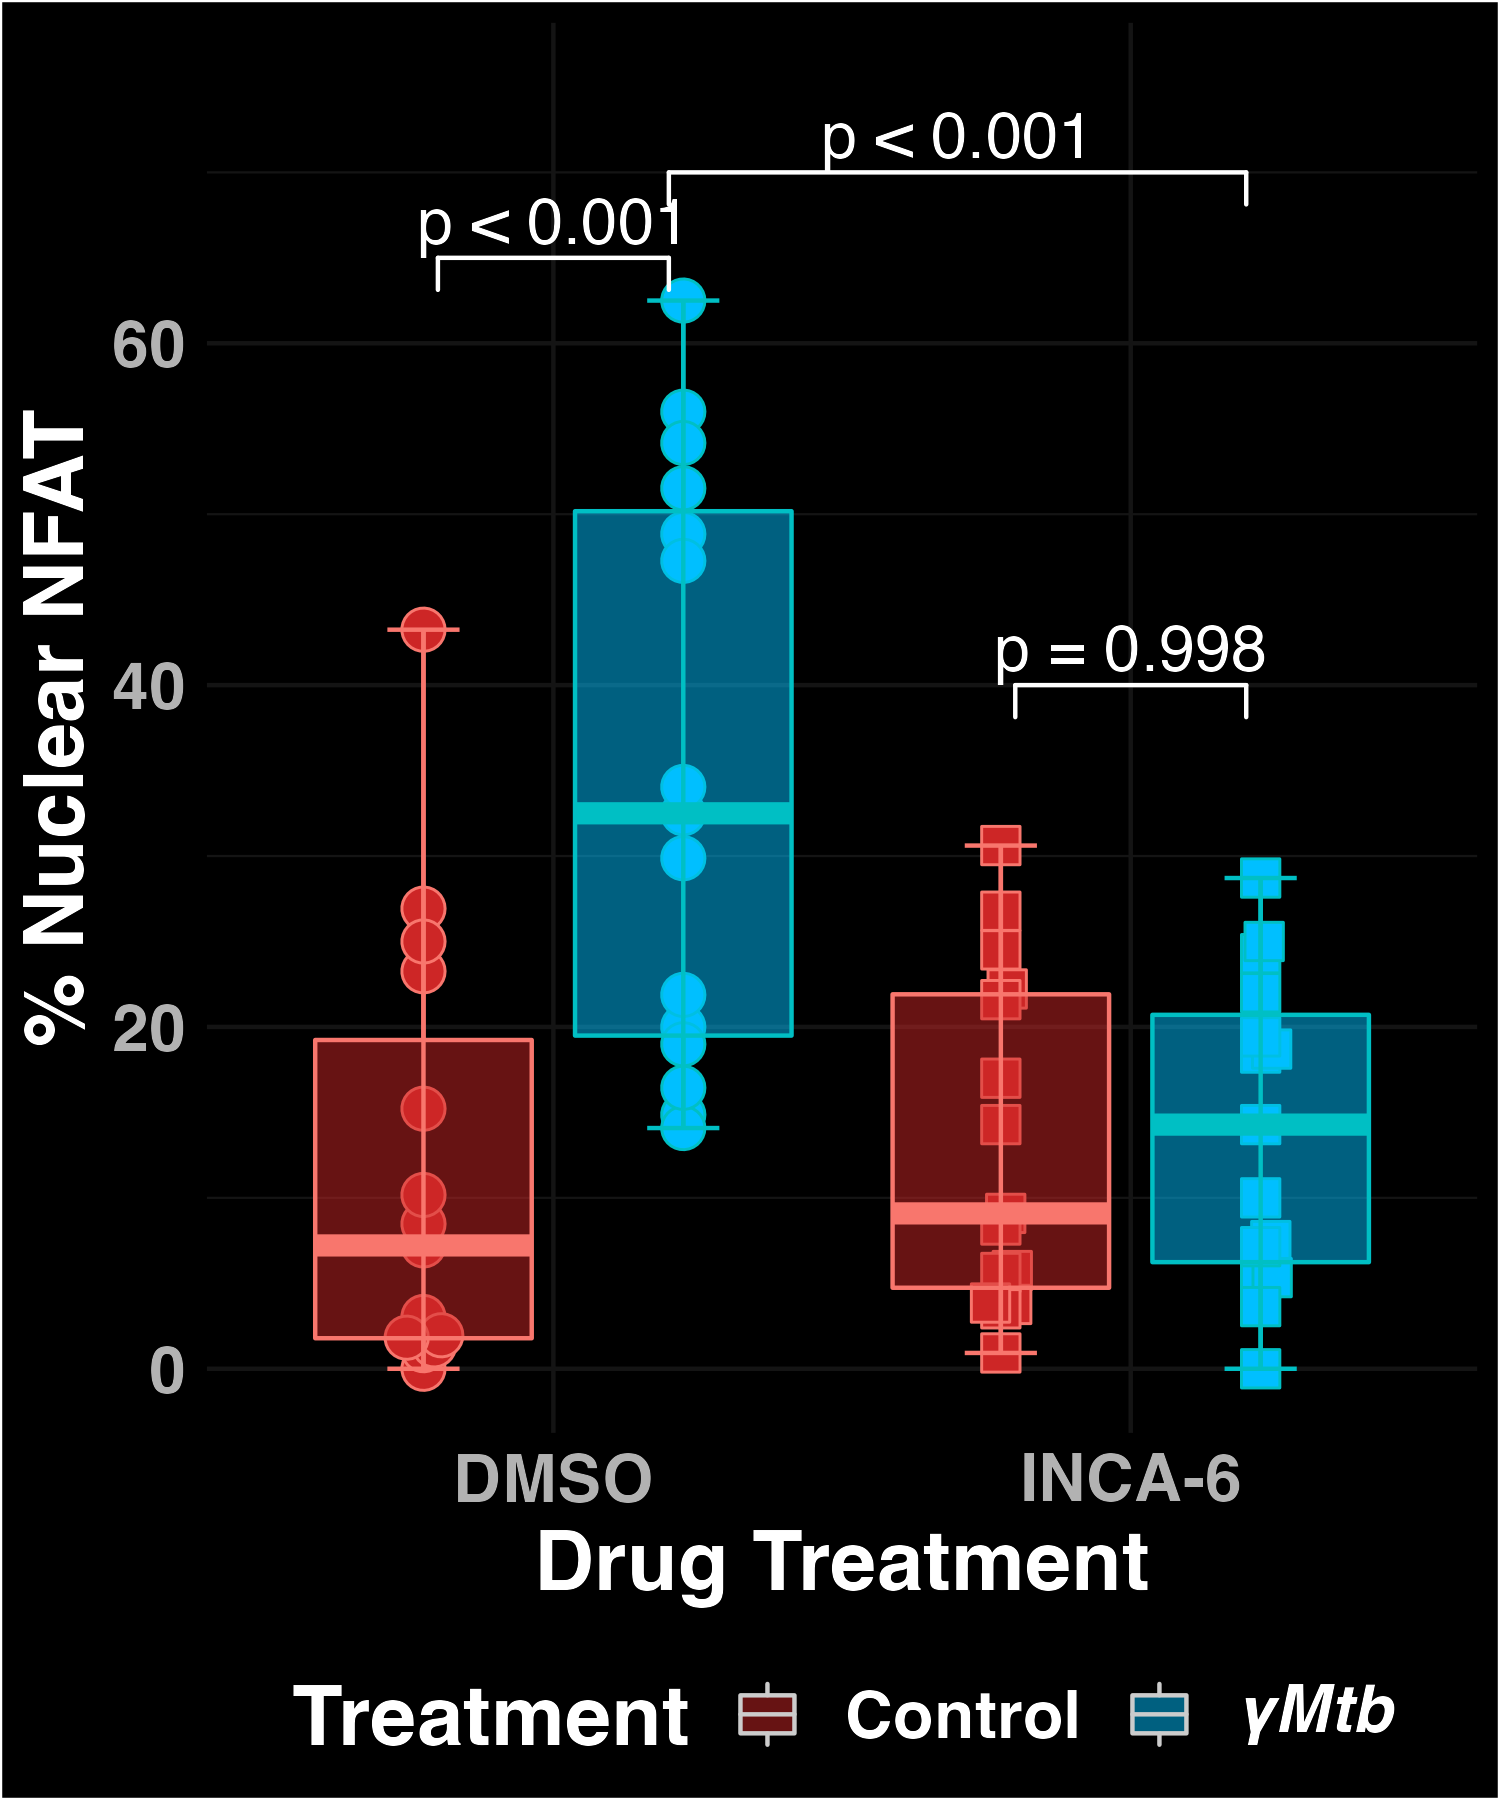 p < 0.001
p < 0.001
60
% Nuclear NFAT
p = 0.998
40
20
0
DMSO
INCA-6
Drug Treatment
Treatment
Control
γMtb